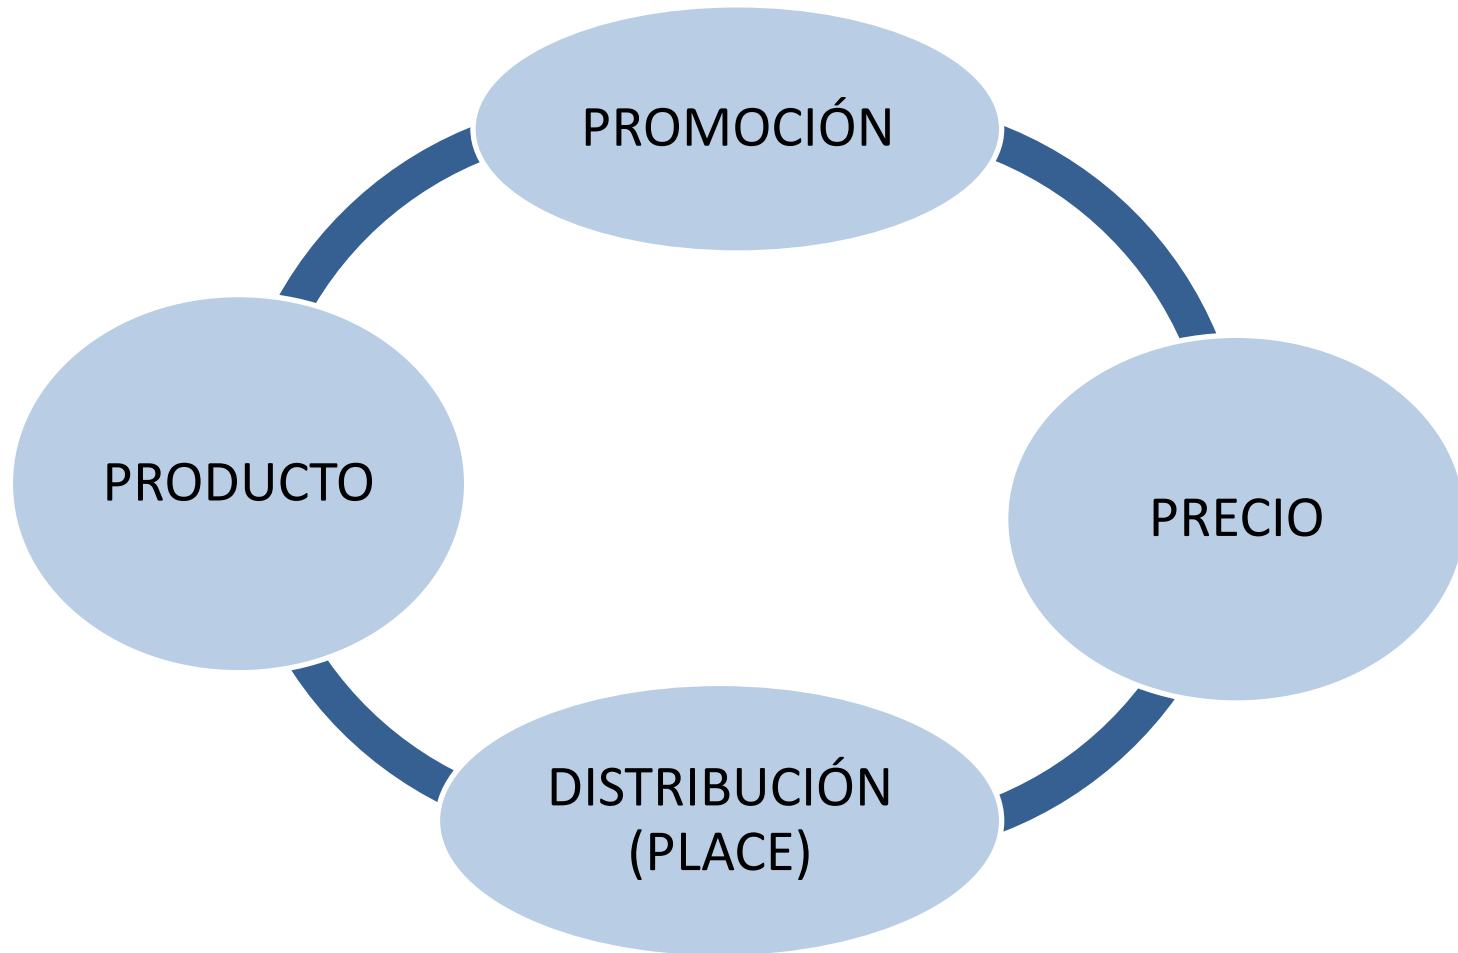 PROMOCIÓN
PRODUCTO
PRECIO
DISTRIBUCIÓN
(PLACE)